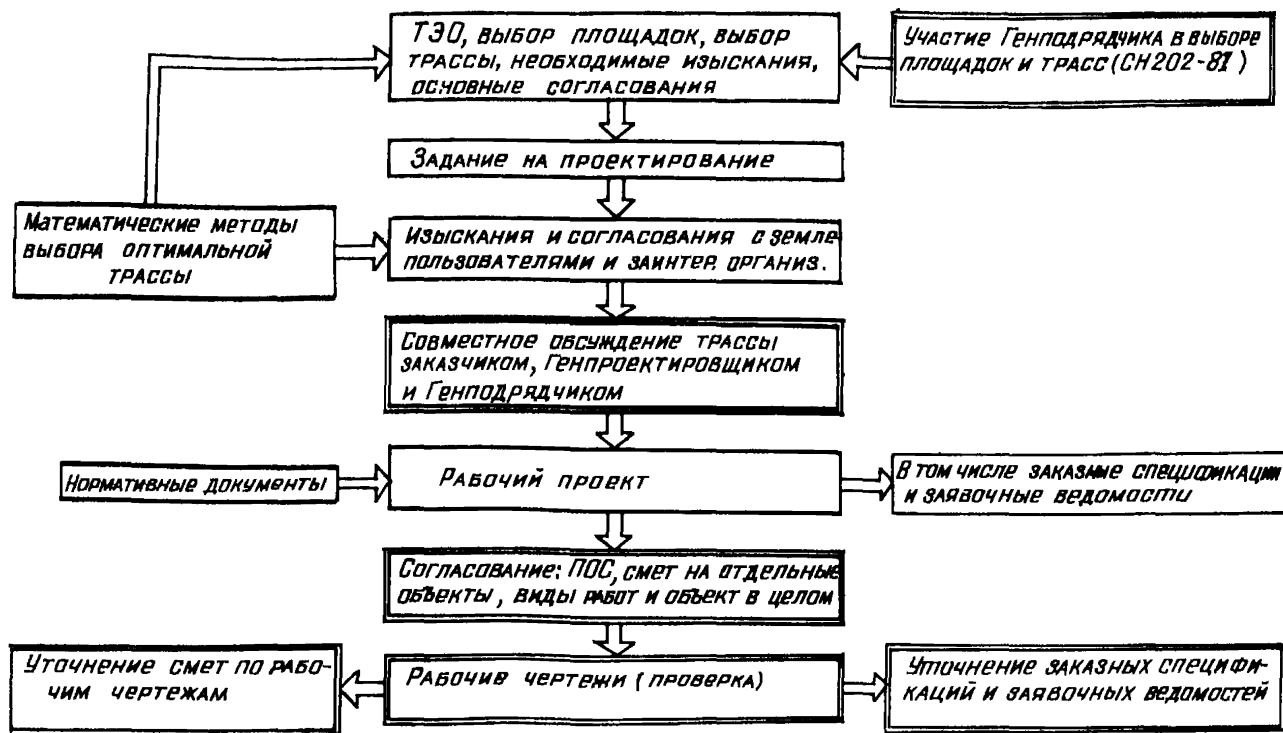 ТЭО, ВЫБОР ПЛОЩАДОК, ВЫБОР
ТРАССЫ, НЕОБХОДИМЫЕ ИЗЫСКАНИЯ,
ОСНОВНЫЕ СОГЛАСОВАНИЯ
УЧАСТИЕ ГЕНПОДРЯДЧИКА В ВЫБОРЕ
ПЛОЩАДОК И ТРАСС (СН202-81)
ЗАДАНИЕ НА ПРОЕКТИРОВАНИЕ
МАТЕМАТИЧЕСКИЕ МЕТОДЫ
ВЫБОРА ОПТИМАЛЬНОЙ
ТРАССЫ
ИЗЫСКАНИЯ И СОГЛАСОВАНИЯ С ЗЕМЛЕ-
ПОЛЬЗОВАТЕЛЯМИ И ЗАИНТЕР. ОРГАНИЗ.
СОВМЕСТНОЕ ОБСУЖДЕНИЕ ТРАССЫ
ЗАКАЗЧИКОМ, ГЕНПРОЕКТИРОВЩИКОМ
И ГЕНПОДРЯДЧИКОМ
НОРМАТИВНЫЕ ДОКУМЕНТЫ
РАБОЧИЙ ПРОЕКТ
В ТОМ ЧИСЛЕ ЗАКАЗНЫЕ СПЕЦИФИКАЦИИ
И ЗАЯВОЧНЫЕ ВЕДОМОСТИ
СОГЛАСОВАНИЕ: ПОС, СМЕТ НА ОТДЕЛЬНЫЕ
ОБЪЕКТЫ, ВИДЫ РАБОТ И ОБЪЕКТ В ЦЕЛОМ
УТОЧНЕНИЕ СМЕТ ПО РАБО-
ЧИМ ЧЕРТЕЖАМ
РАБОЧИЕ ЧЕРТЕЖИ (ПРОВЕРКА)
УТОЧНЕНИЕ ЗАКАЗНЫХ СПЕЦИФИ-
КАЦИЙ И ЗАЯВОЧНЫХ ВЕДОМОСТЕЙ